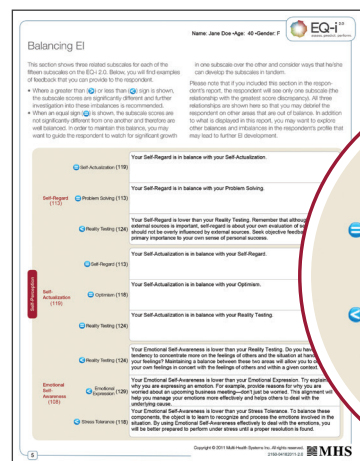 Name: Jane Doe •Age: 40 •Gender: F
EQ-i 2.0
Balancing EI
This section shows three related subscales for each of the
fifteen subscales on the EQ-i 2.0. Below, you will find examples
of feedback that you can provide to the respondent.
• Where a greater than (>) or less than (<) sign is shown,
the subscale scores are significantly different and further
investigation into these imbalances is recommended.
• When an equal sign (=) is shown, the subscale scores are
not significantly different from one another and therefore are
well balanced. In order to maintain this balance, you may
want to guide the respondent to watch for significant growth
in one subscale over the other and consider ways that he/she
can develop the subscales in tandem.
Please note that if you included this section in the respon-
dent's report, the respondent will see only one subscale (the
relationship with the greatest score discrepancy). All three
relationships are shown here so that you may debrief the
respondent on other areas that are out of balance. In addition
to what is displayed in this report, you may want to explore
other balances and imbalances in the respondent's profile that
may lead to further EI development.
Self-Perception
Self-Regard
(113)
= Self-Actualization (119)
Your Self-Regard is in balance with your Self-Actualization.
= Problem Solving (113)
Your Self-Regard is in balance with your Problem Solving.
< Reality Testing (124)
Your Self-Regard is lower than your Reality Testing. Remember that althoug
external sources is important, self-regard is about your own evaluation of se
should not be overly influenced by external sources. Seek objective feedba
primary importance to your own sense of personal success.
Self-
Actualization
(119)
= Self-Regard (113)
Your Self-Actualization is in balance with your Self-Regard.
= Optimism (118)
Your Self-Actualization is in balance with your Optimism.
= Reality Testing (124)
Your Self-Actualization is in balance with your Reality Testing.
Emotional
Self-
Awareness
(108)
< Reality Testing (124)
Your Emotional Self-Awareness is lower than your Reality Testing. Do you hav
tendency to concentrate more on the feelings of others and the situation at han
your feelings? Maintaining a balance between these two areas will allow you to
your own feelings in concert with the feelings of others and within a given context.
< Emotional
Expression (129)
Your Emotional Self-Awareness is lower than your Emotional Expression. Try explain
why you are expressing an emotion. For example, provide reasons for why you are
worried about an upcoming business meeting—don't just be worried. This alignment will
help you manage your emotions more effectively and helps others to deal with the
underlying cause.
< Stress Tolerance (118)
Your Emotional Self-Awareness is lower than your Stress Tolerance. To balance these
components, the object is to learn to recognize and process the emotions involved in the
situation. By using Emotional Self-Awareness effectively to deal with the emotions, you
will be better prepared to perform under stress until a proper resolution is found.
5
Copyright © 2011 Multi-Health Systems Inc. All rights reserved.
MHS